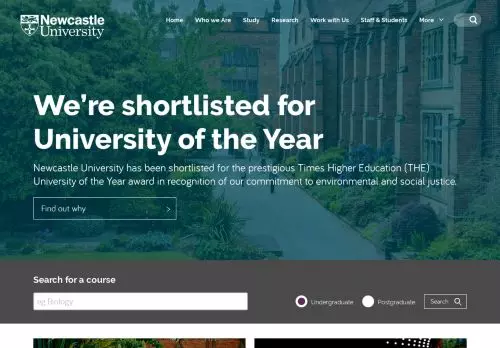 Newcastle
University
Home Who we Are Study Research Work with Us Staff & Students More
We're shortlisted for
University of the Year
Newcastle University has been shortlisted for the prestigious Times Higher Education (THE)
University of the Year award in recognition of our commitment to environmental and social justice.
Find out why
Search for a course
eg Biology
Undergraduate
Postgraduate
Search